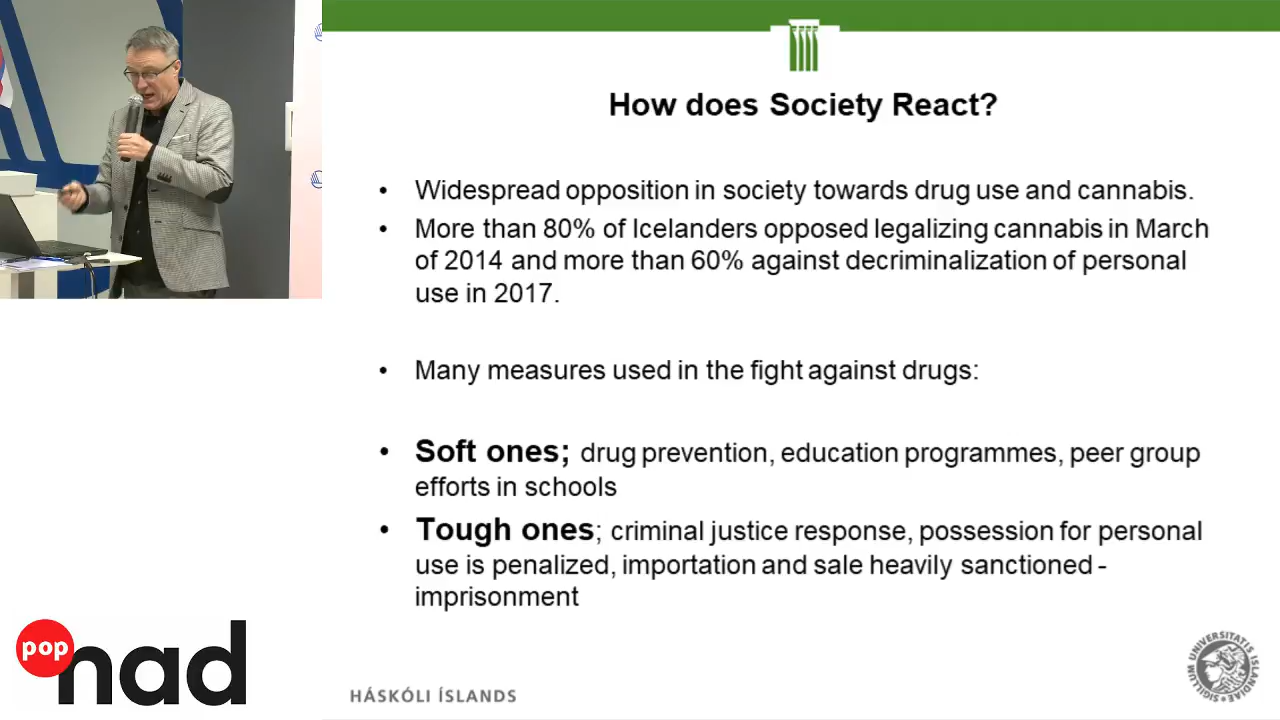 How does Society React?
• Widespread opposition in society towards drug use and cannabis.
• More than 80% of Icelanders opposed legalizing cannabis in March
of 2014 and more than 60% against decriminalization of personal
use in 2017.
• Many measures used in the fight against drugs:
• Soft ones; drug prevention, education programmes, peer group
efforts in schools
• Tough ones; criminal justice response, possession for personal
use is penalized, importation and sale heavily sanctioned -
imprisonment
pop
nad
HÁSKÓLI ÍSLANDS
SIGILLUM UNIVERSITATIS ISLANDIAE